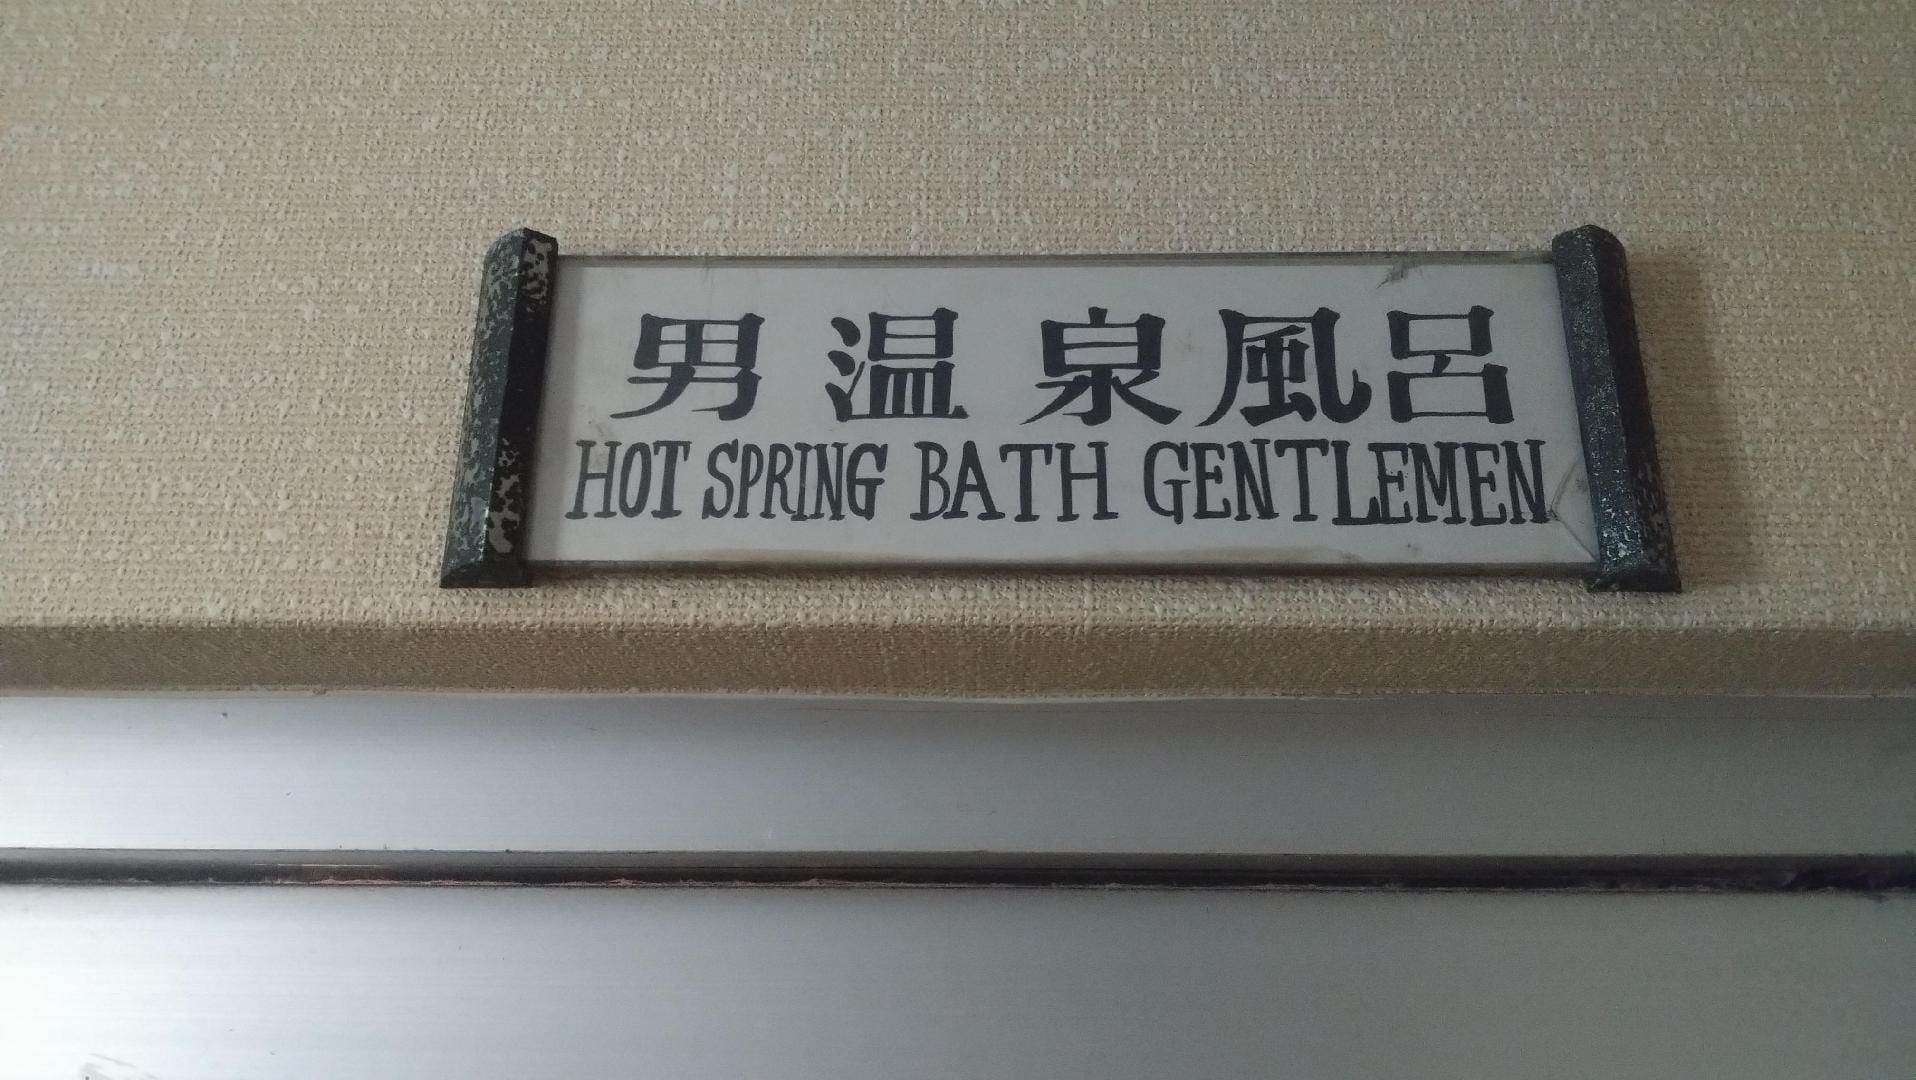 男温泉風呂
HOT SPRING BATH GENTLEMEN